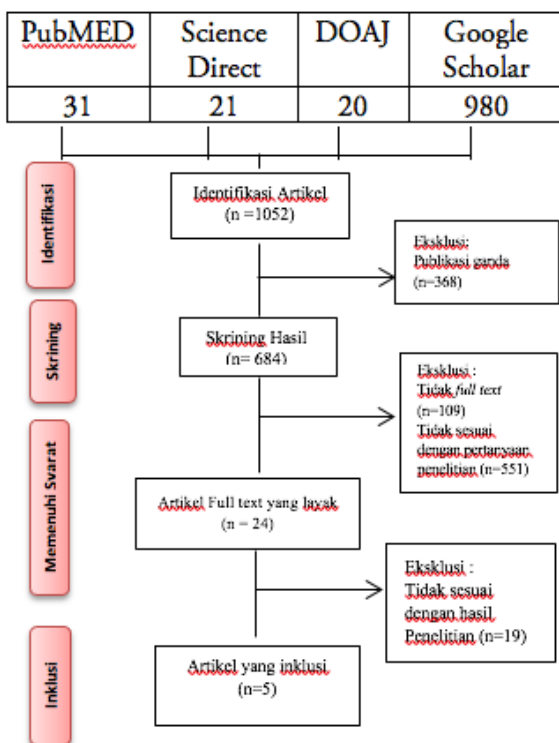 PubMED Science Direct DOAJ Google Scholar
31 21 20 980
Identifikasi
Identifikasi Artikel
(n =1052)
Eksklusi:
Publikasi ganda
(n=368)
Skrining
Skrining Hasil
(n= 684)
Eksklusi :
Tidak full text
(n=109)
Tidak sesuai
dengan pertanyaan
penelitian (n=551)
Memenuhi Syarat
Artikel Full text yang layak
(n = 24)
Eksklusi :
Tidak sesuai
dengan hasil
Penelitian (n=19)
Inklusi
Artikel yang inklusi
(n=5)